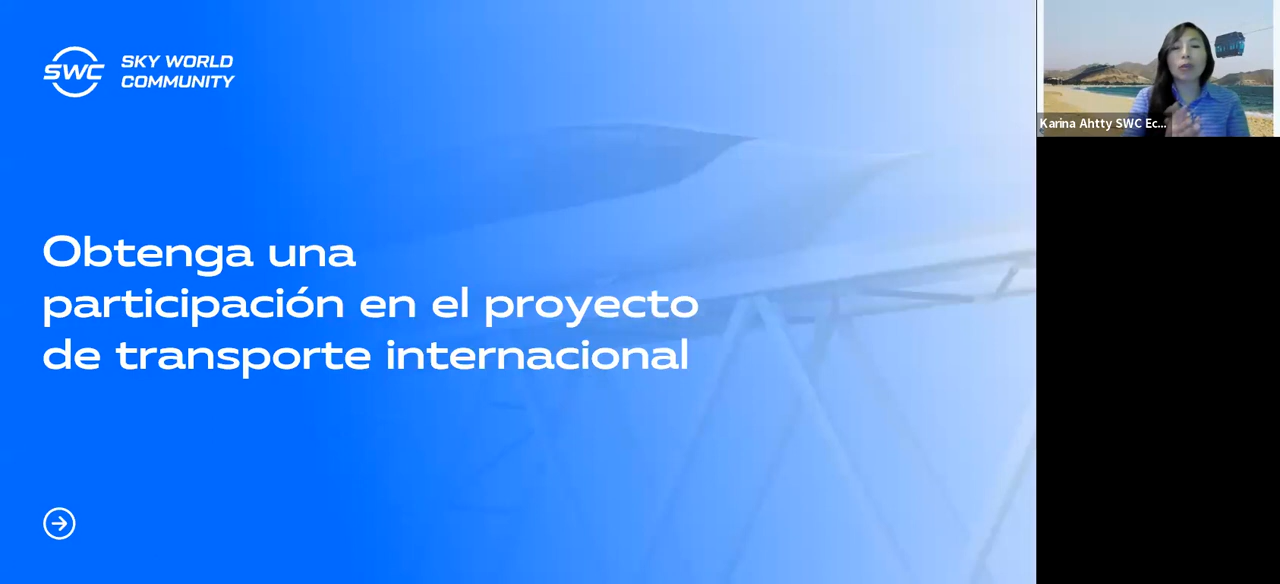 SWC
SKY WORLD
COMMUNITY
Obtenga una
participación en el proyecto
de transporte internacional
Karina Ahtty SWC Ec...